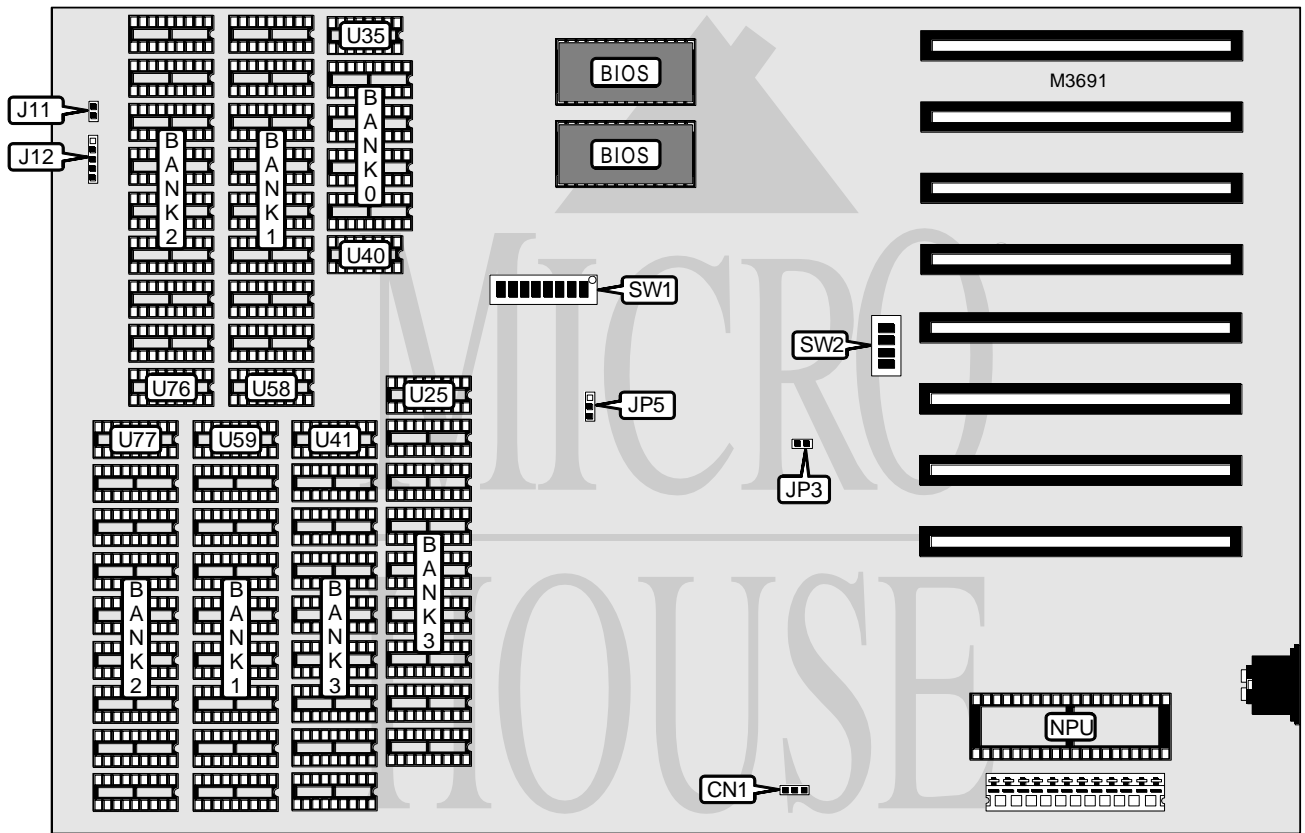 U35
BIOS
M3691
J11
J12
BANK2
BANK1
BANK0
BIOS
U40
SW1
SW2
U76
U58
U25
JP5
U77
U59
U41
JP3
BANK2
BANK1
BANK3
BANK3
NPU
CN1
MICRO
HOUSE